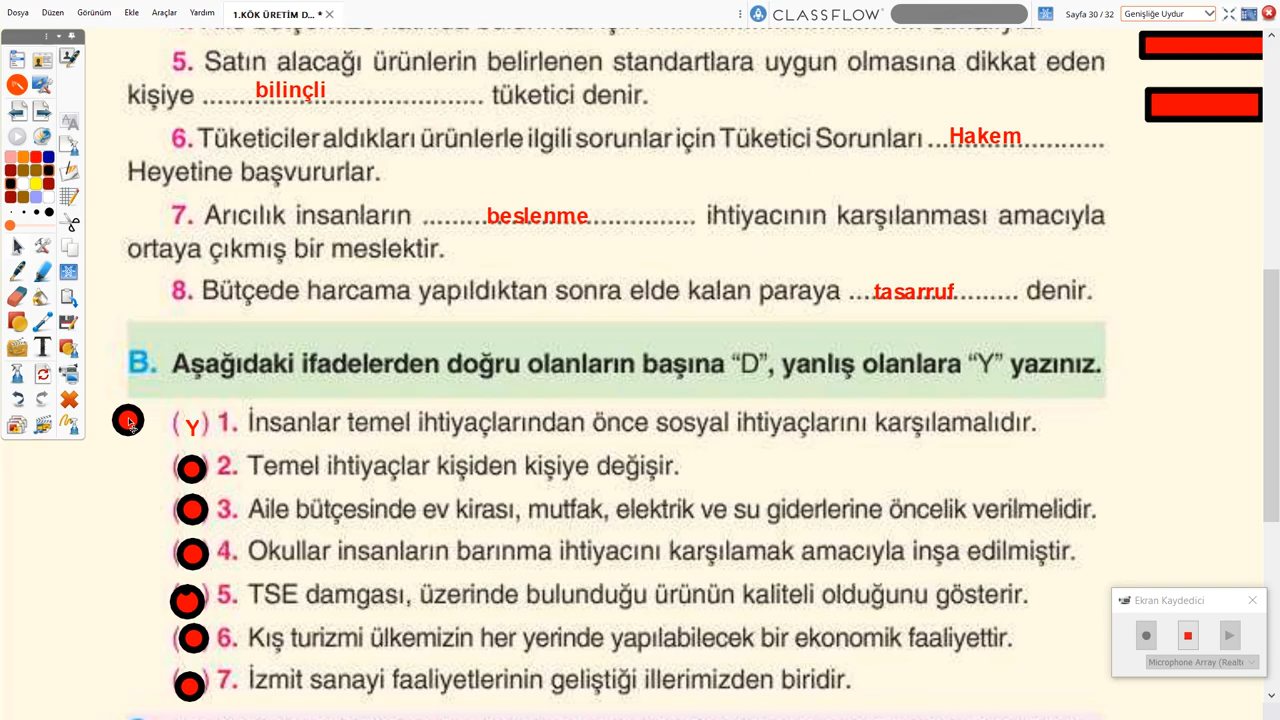 Dosya Düzen Görünüm Ekle Araçlar Yardım
1.KÖK ÜRETİM D... *
CLASSFLOW
Sayfa 30 / 32
Genişliğe Uydur
5. Satın alacağı ürünlerin belirlenen standartlara uygun olmasına dikkat eden
kişiye ......... bilinçli ......... tüketici denir.
6. Tüketiciler aldıkları ürünlerle ilgili sorunlar için Tüketici Sorunları ... Hakem .........
Heyetine başvururlar.
7. Arıcılık insanların ......... beslenme ......... ihtiyacının karşılanması amacıyla
ortaya çıkmış bir meslektir.
8. Bütçede harcama yapıldıktan sonra elde kalan paraya .... tasarruf ......... denir.
B. Aşağıdaki ifadelerden doğru olanların başına “D”, yanlış olanlara “Y” yazınız.
( Y ) 1. İnsanlar temel ihtiyaçlarından önce sosyal ihtiyaçlarını karşılamalıdır.
( ) 2. Temel ihtiyaçlar kişiden kişiye değişir.
( ) 3. Aile bütçesinde ev kirası, mutfak, elektrik ve su giderlerine öncelik verilmelidir.
( ) 4. Okullar insanların barınma ihtiyacını karşılamak amacıyla inşa edilmiştir.
( ) 5. TSE damgası, üzerinde bulunduğu ürünün kaliteli olduğunu gösterir.
( ) 6. Kış turizmi ülkemizin her yerinde yapılabilecek bir ekonomik faaliyettir.
( ) 7. İzmit sanayi faaliyetlerinin geliştiği illerimizden biridir.
Ekran Kaydedici
Microphone Array (Realt